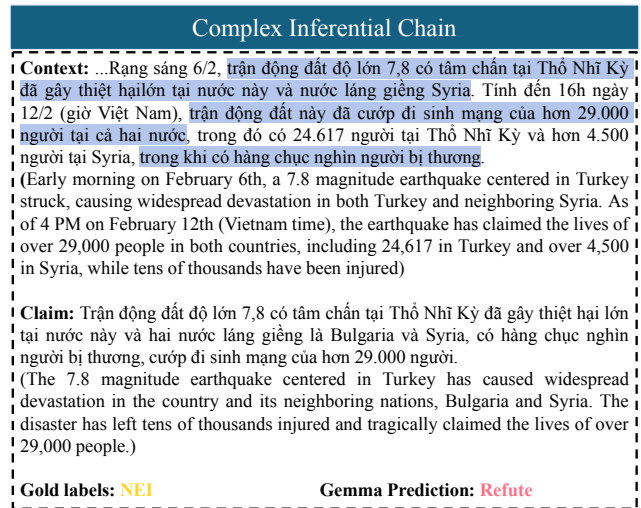 Complex Inferential Chain
Context: ...Rạng sáng 6/2, trận động đất độ lớn 7,8 có tâm chấn tại Thổ Nhĩ Kỳ
đã gây thiệt hạilớn tại nước này và nước láng giềng Syria. Tính đến 16h ngày
12/2 (giờ Việt Nam), trận động đất này đã cướp đi sinh mạng của hơn 29.000
người tại cả hai nước, trong đó có 24.617 người tại Thổ Nhĩ Kỳ và hơn 4.500
người tại Syria, trong khi có hàng chục nghìn người bị thương.
(Early morning on February 6th, a 7.8 magnitude earthquake centered in Turkey
struck, causing widespread devastation in both Turkey and neighboring Syria. As
of 4 PM on February 12th (Vietnam time), the earthquake has claimed the lives of
over 29,000 people in both countries, including 24,617 in Turkey and over 4,500
in Syria, while tens of thousands have been injured)
Claim: Trận động đất độ lớn 7,8 có tâm chấn tại Thổ Nhĩ Kỳ đã gây thiệt hại lớn
tại nước này và hai nước láng giềng là Bulgaria và Syria, có hàng chục nghìn
người bị thương, cướp đi sinh mạng của hơn 29.000 người.
(The 7.8 magnitude earthquake centered in Turkey has caused widespread
devastation in the country and its neighboring nations, Bulgaria and Syria. The
disaster has left tens of thousands injured and tragically claimed the lives of over
29,000 people.)
Gold labels: NEI Gemma Prediction: Refute